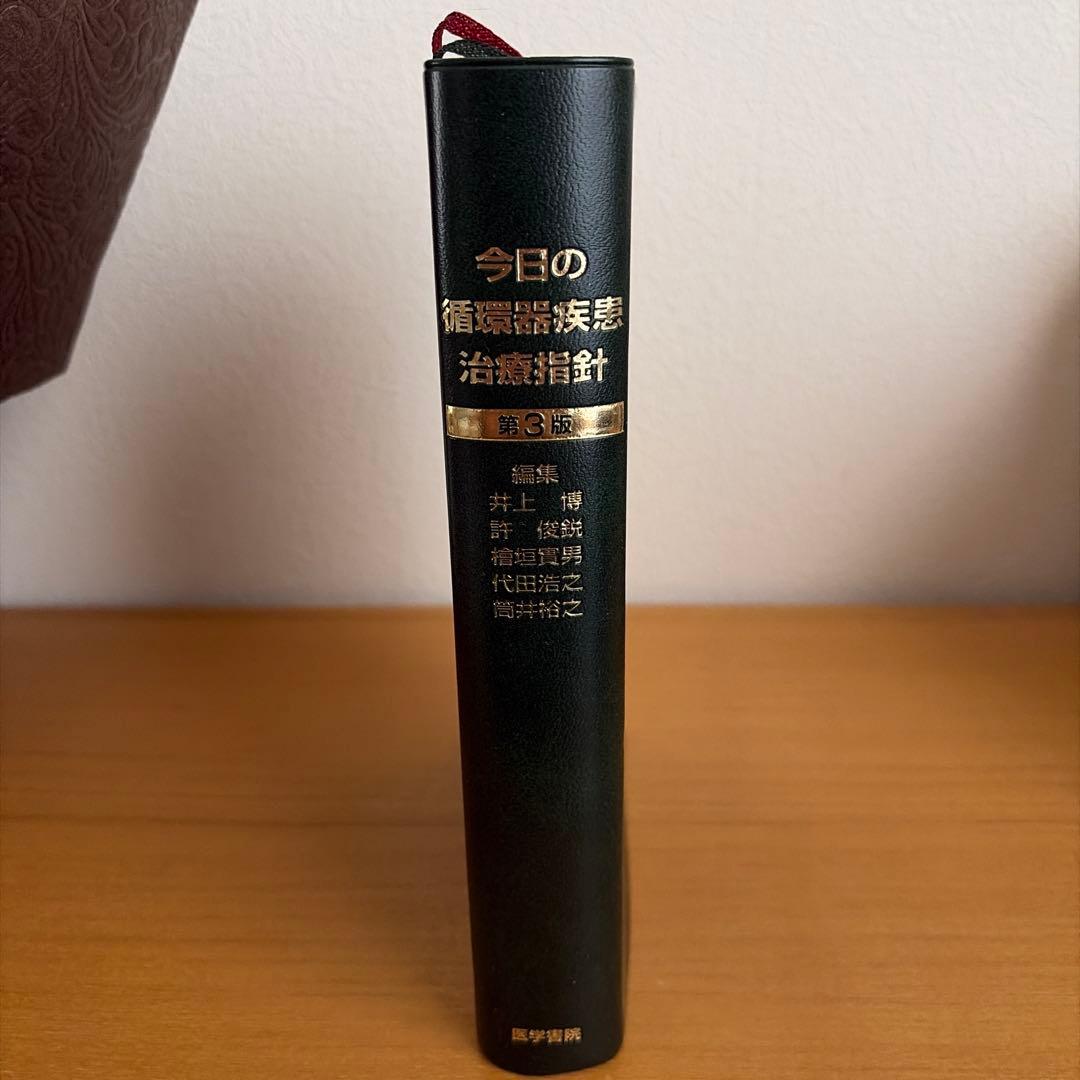 今日の
循環器疾患
治療指針
第3版
編集
井上 博
許 俊鋭
檜垣實男
代田浩之
筒井裕之
医学書院